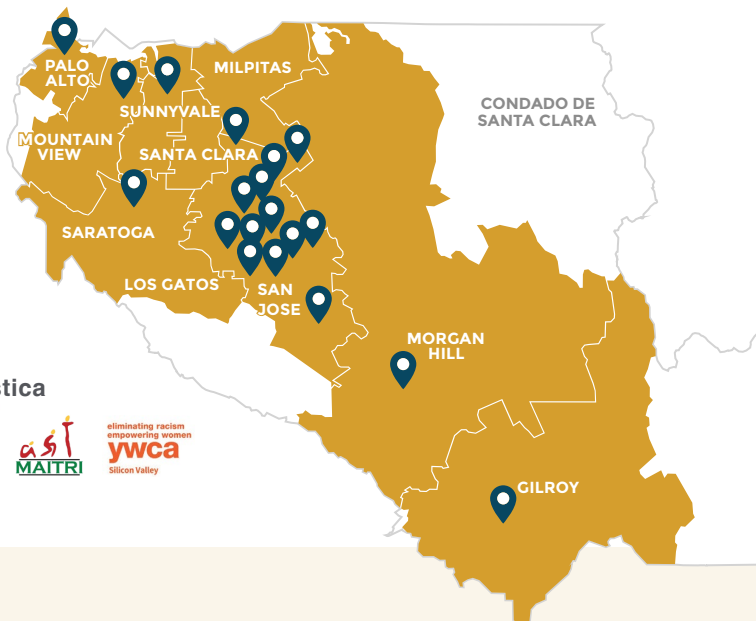 PALO
ALTO
MILPITAS
CONDADO DE
SANTA CLARA
SUNNYVALE
MOUNTAIN
VIEW
SANTA CLARA
SARATOGA
LOS GATOS
SAN
JOSE
MORGAN
HILL
stica
asi
MAITRI
eliminating racism
empowering women
ywca
Silicon Valley
GILROY